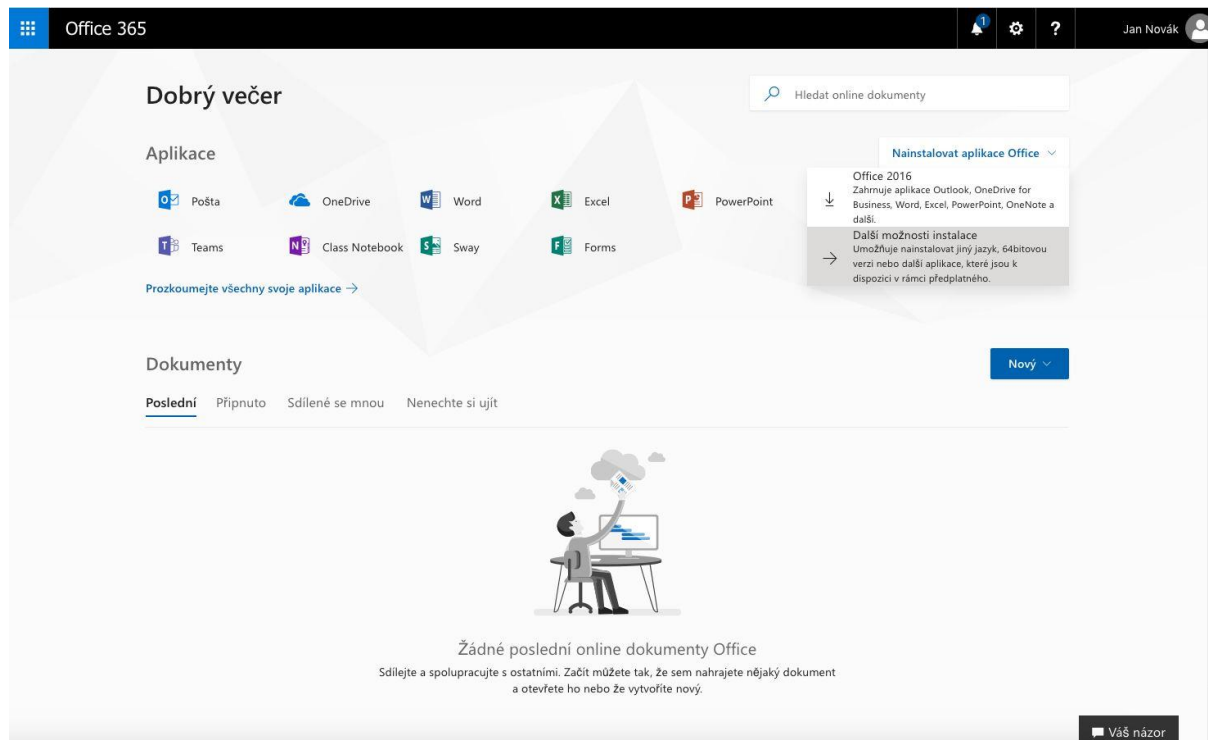 Office 365
1
?
Jan Novák
Dobrý večer
Hledat online dokumenty
Aplikace
Nainstalovat aplikace Office
Office 2016
Zahrnuje aplikace Outlook, OneDrive for
Business, Word, Excel, PowerPoint, OneNote a
další.
Další možnosti instalace
Umožňuje nainstalovat jiný jazyk, 64bitovou
verzi nebo další aplikace, které jsou k
dispozici v rámci předplatného.
Pošta
OneDrive
Word
Excel
PowerPoint
Teams
Class Notebook
Sway
Forms
Prozkoumejte všechny svoje aplikace →
Dokumenty
Nový
Poslední Připnuto Sdílené se mnou Nenechte si ujít
Žádné poslední online dokumenty Office
Sdílejte a spolupracujte s ostatními. Začít můžete tak, že sem nahrajete nějaký dokument
a otevřete ho nebo že vytvoříte nový.
Váš názor